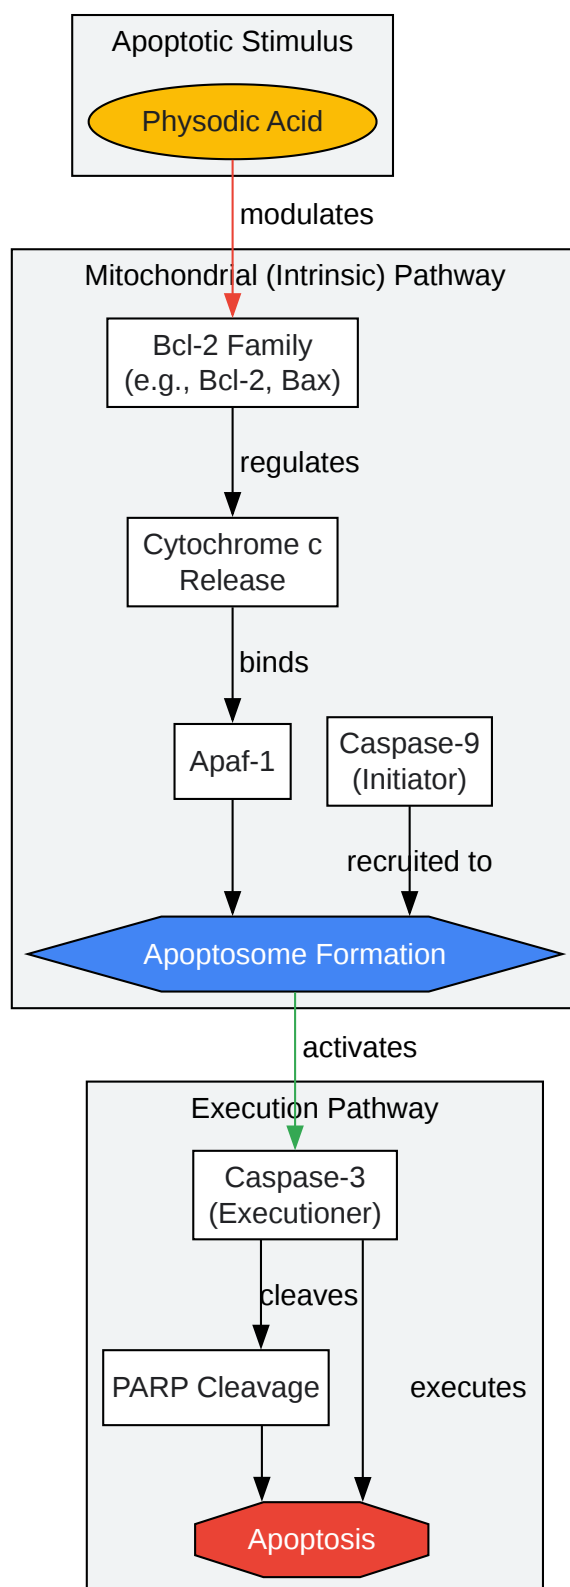 Apoptotic Stimulus
Physodic Acid
modulates
Mitochondrial (Intrinsic) Pathway
Bcl-2 Family
(e.g., Bcl-2, Bax)
regulates
Cytochrome c
Release
binds
Apaf-1
Caspase-9
(Initiator)
recruited to
Apoptosome Formation
activates
Execution Pathway
Caspase-3
(Executioner)
cleaves
PARP Cleavage
executes
Apoptosis